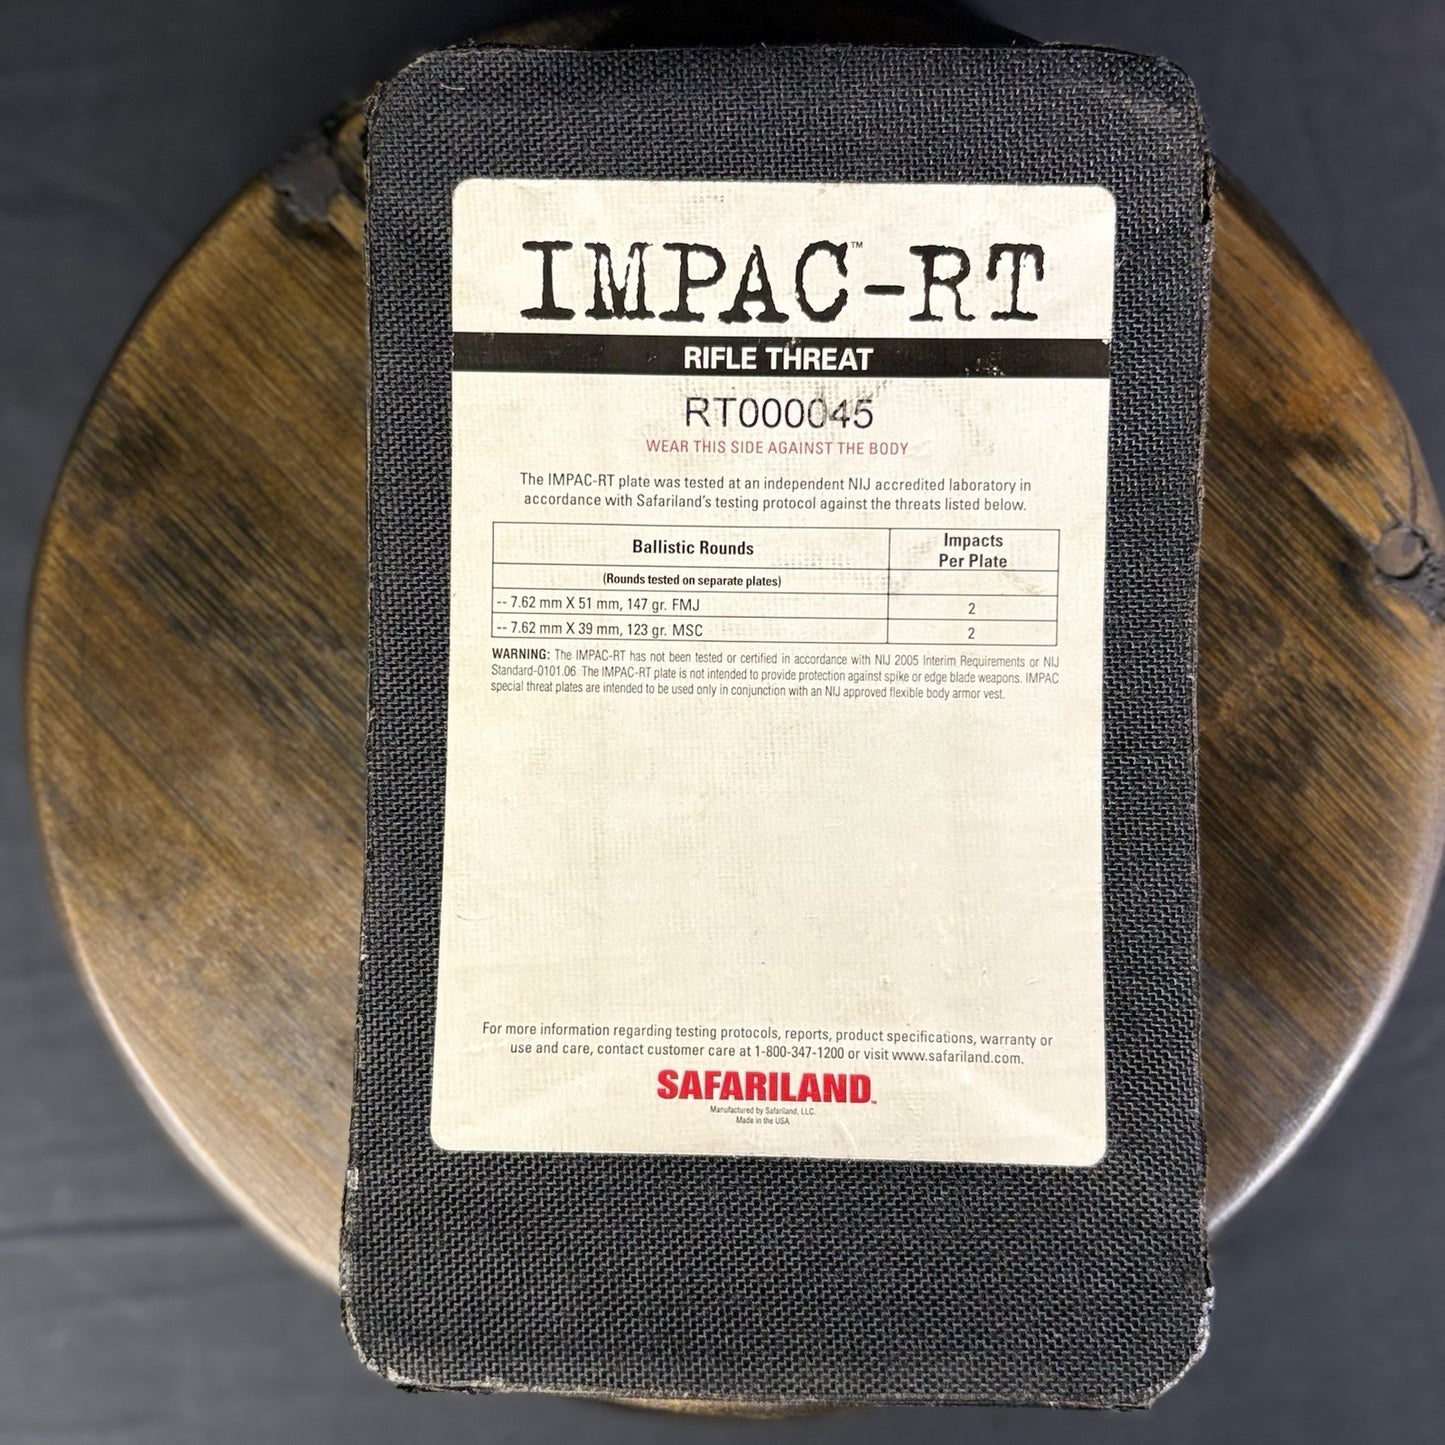 IMPAC™-RT
RIFLE THREAT
RT000045
WEAR THIS SIDE AGAINST THE BODY
The IMPAC-RT plate was tested at an independent NIJ accredited laboratory in
accordance with Safariland's testing protocol against the threats listed below.
Ballistic Rounds Impacts
Per Plate
(Rounds tested on separate plates)
-- 7.62 mm X 51 mm, 147 gr. FMJ 2
-- 7.62 mm X 39 mm, 123 gr. MSC 2
WARNING: The IMPAC-RT has not been tested or certified in accordance with NIJ 2005 Interim Requirements or NIJ
Standard-0101.06 The IMPAC-RT plate is not intended to provide protection against spike or edge blade weapons. IMPAC
special threat plates are intended to be used only in conjunction with an NIJ approved flexible body armor vest.
For more information regarding testing protocols, reports, product specifications, warranty or
use and care, contact customer care at 1-800-347-1200 or visit www.safariland.com.
SAFARILAND™
Manufactured by Safariland, LLC.
Made in the USA